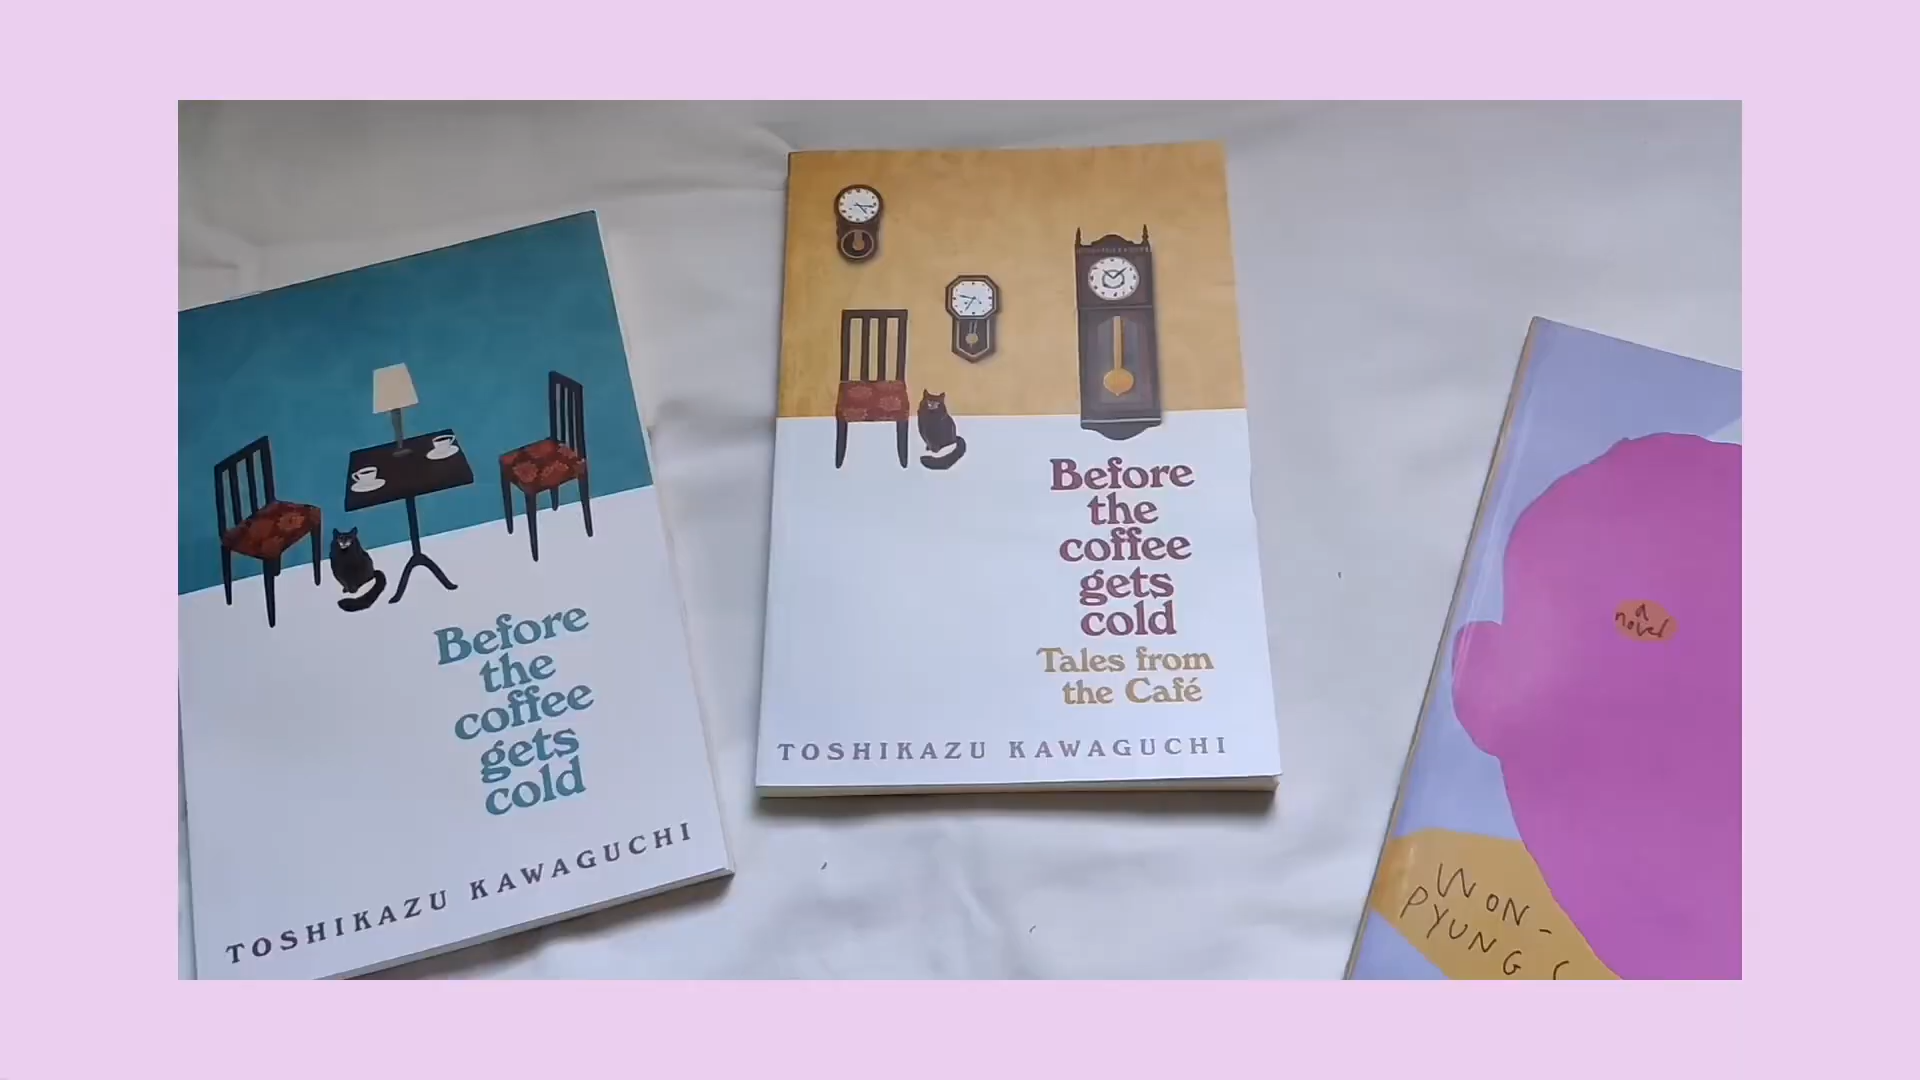 Before
the
coffee
gets
cold
TOSHIKAZU KAWAGUCHI
Before
the
coffee
gets
cold
Tales from
the Café
TOSHIKAZU KAWAGUCHI
a
novel
WON-
PYUNG